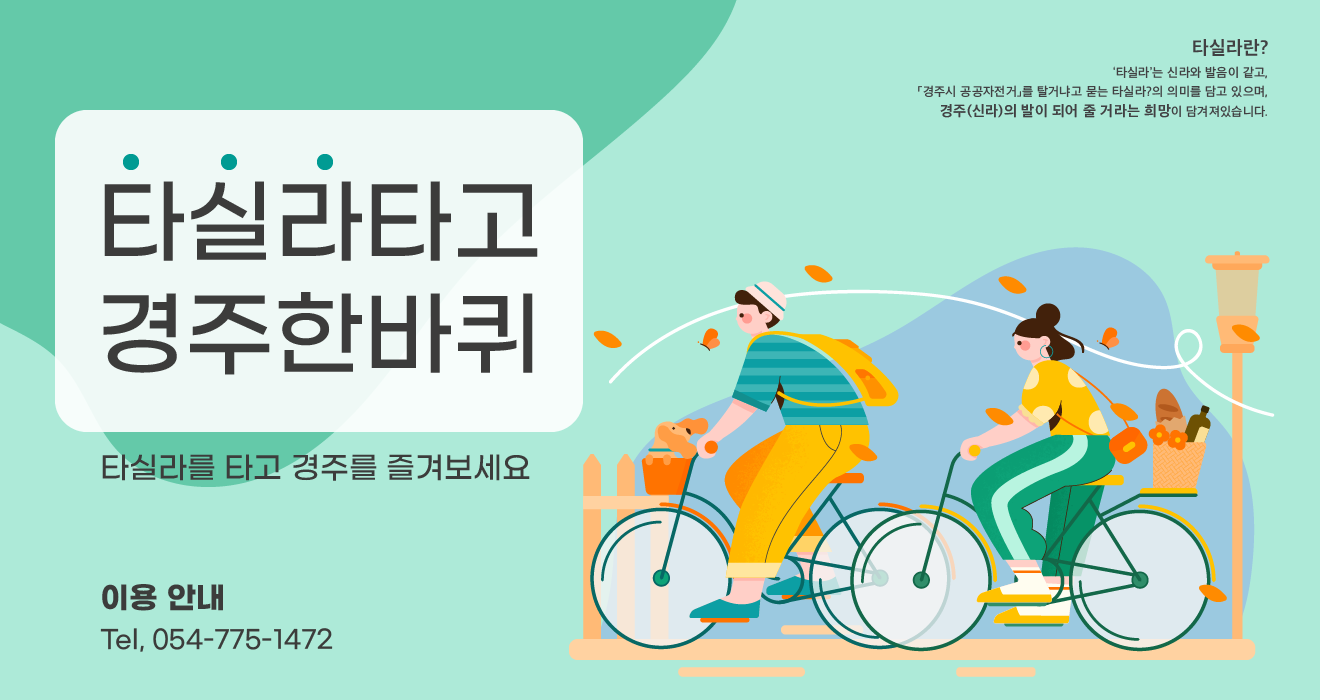 타실라타고
경주한바퀴
타실라를 타고 경주를 즐겨보세요
이용 안내
Tel, 054-775-1472
타실라란?
'타실라'는 신라와 발음이 같고,
「경주시 공공자전거」를 탈거냐고 묻는 타실라?의 의미를 담고 있으며,
경주(신라)의 발이 되어 줄 거라는 희망이 담겨져있습니다.